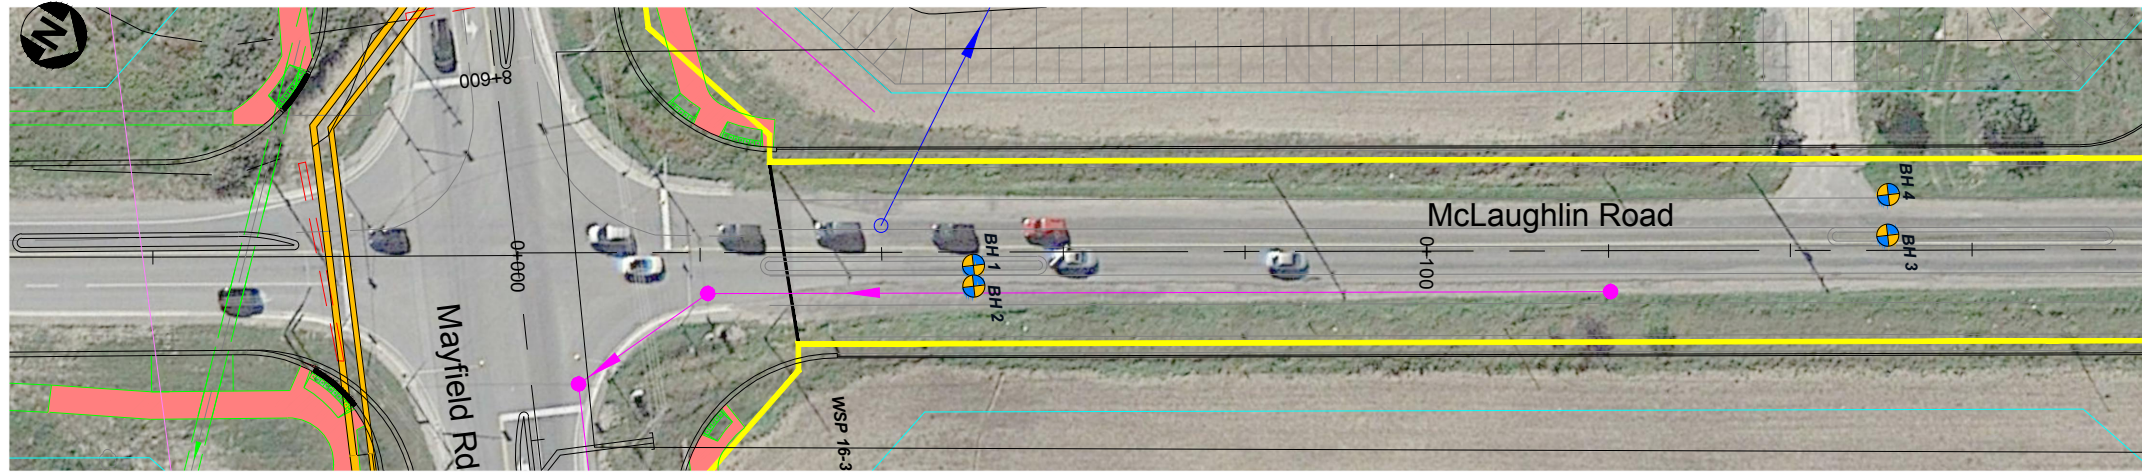 N
8+600
McLaughlin Road
BH 4
BH 3
BH 1
BH 2
0+000
0+100
Mayfield Rd
WSP 16-3